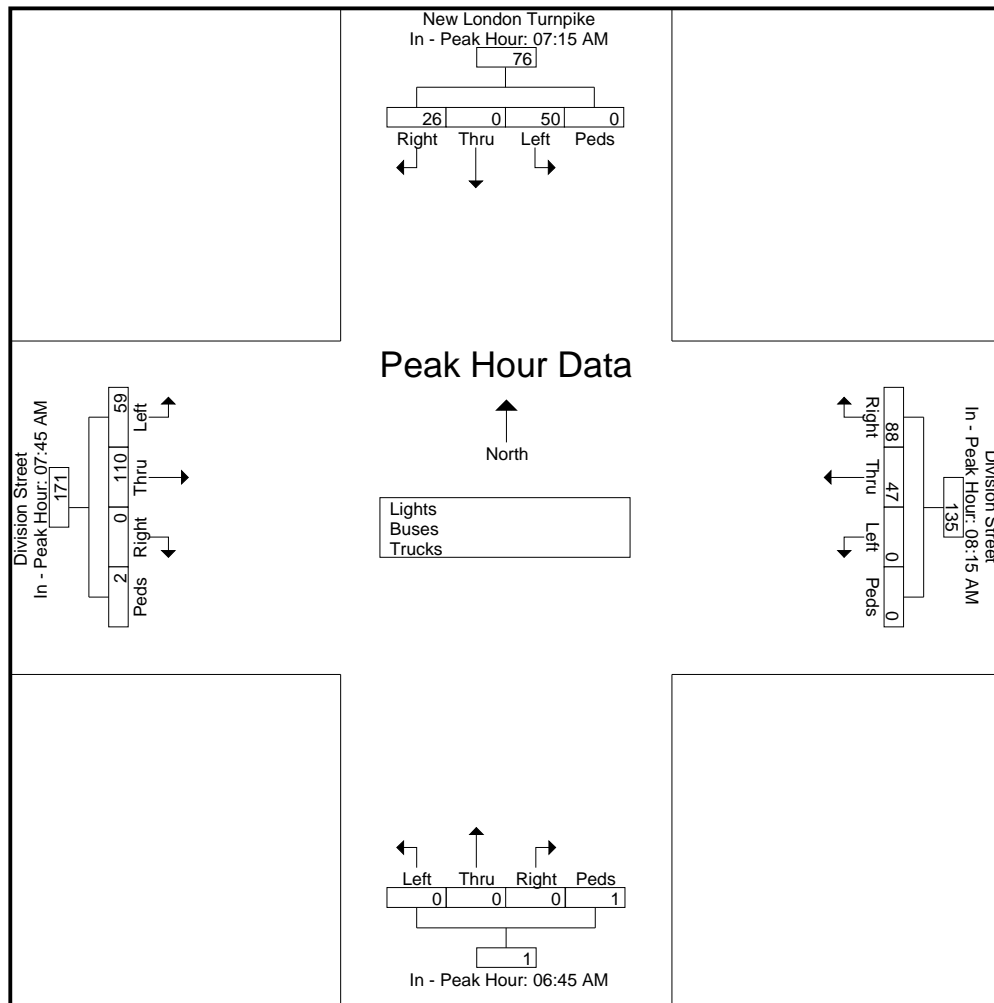 New London Turnpike
In - Peak Hour: 07:15 AM
76
26 0 50 0
Right Thru Left Peds
Peak Hour Data
North
Lights
Buses
Trucks
Division Street
In - Peak Hour: 07:45 AM
171
59 110 0 2
Left Thru Right Peds
Division Street
In - Peak Hour: 08:15 AM
135
88 47 0 0
Right Thru Left Peds
Left Thru Right Peds
0 0 0 1
1
In - Peak Hour: 06:45 AM